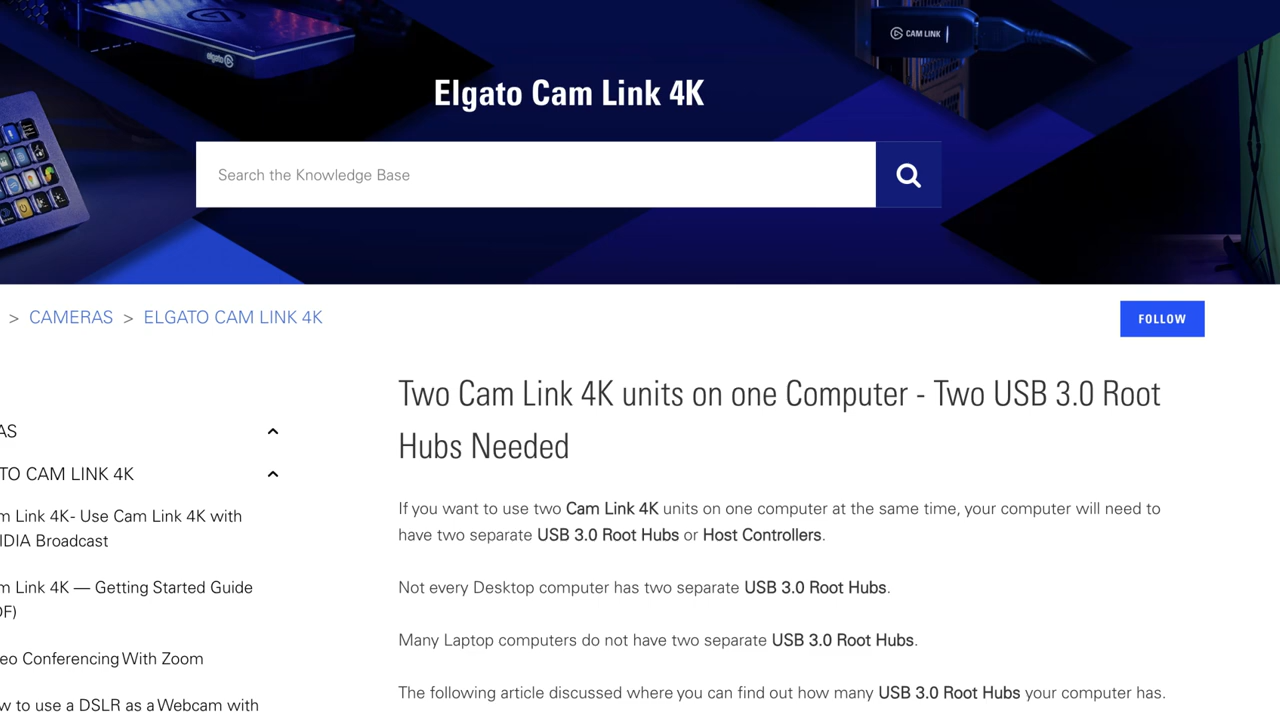 elgato
CAM LINK
Elgato Cam Link 4K
Search the Knowledge Base
> CAMERAS > ELGATO CAM LINK 4K
FOLLOW
Two Cam Link 4K units on one Computer - Two USB 3.0 Root
Hubs Needed
AS
TO CAM LINK 4K
m Link 4K- Use Cam Link 4K with
IDIA Broadcast
m Link 4K — Getting Started Guide
DF)
eo Conferencing With Zoom
w to use a DSLR as a Webcam with
If you want to use two Cam Link 4K units on one computer at the same time, your computer will need to
have two separate USB 3.0 Root Hubs or Host Controllers.
Not every Desktop computer has two separate USB 3.0 Root Hubs.
Many Laptop computers do not have two separate USB 3.0 Root Hubs.
The following article discussed where you can find out how many USB 3.0 Root Hubs your computer has.